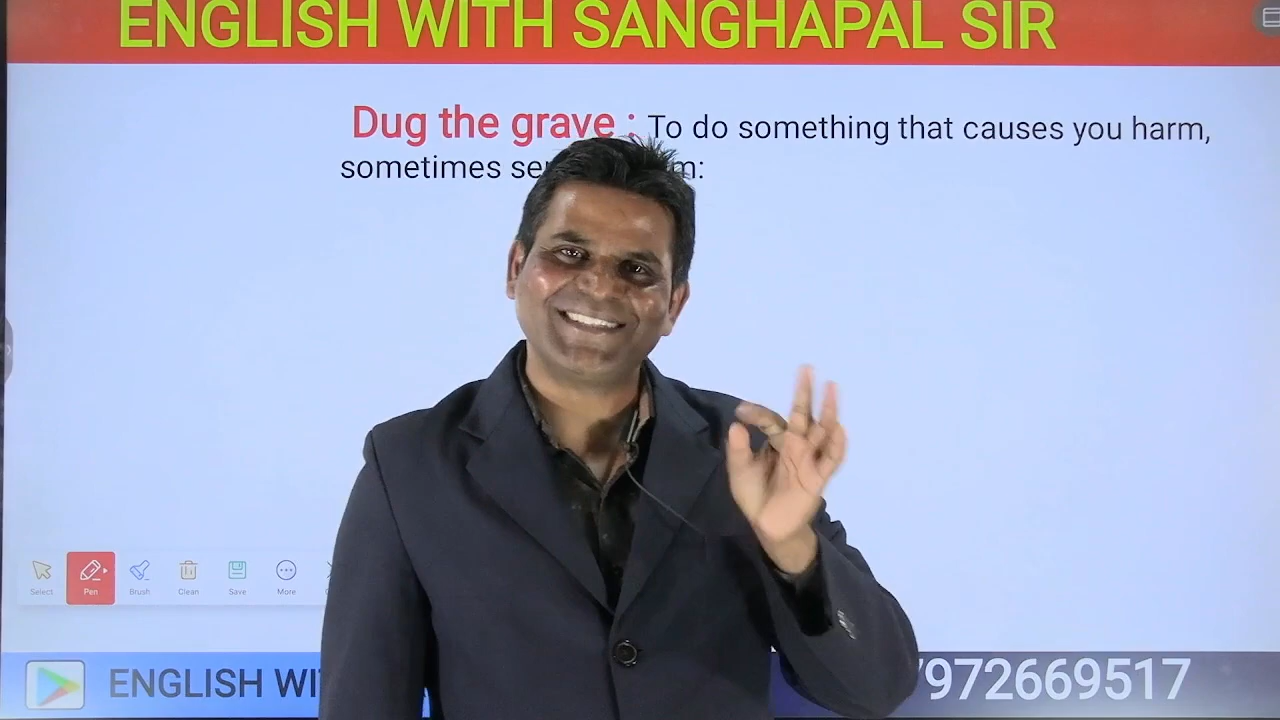 ENGLISH WITH SANGHAPAL SIR
Dug the grave : To do something that causes you harm,
sometimes
Select Pen Brush Clean Save More
ENGLISH 7972669517